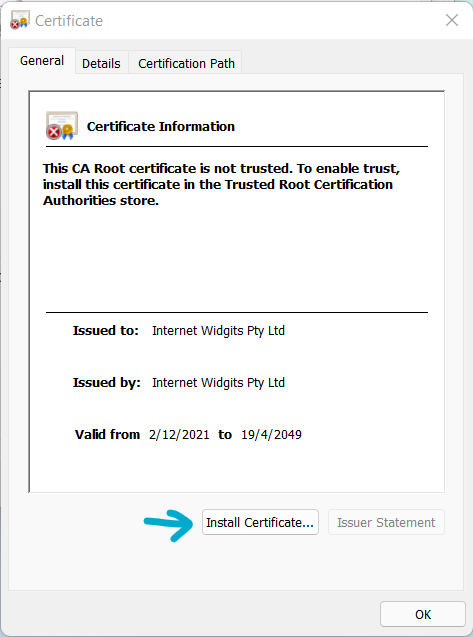 Certificate
General Details Certification Path
Certificate Information
This CA Root certificate is not trusted. To enable trust,
install this certificate in the Trusted Root Certification
Authorities store.
Issued to: Internet Widgits Pty Ltd
Issued by: Internet Widgits Pty Ltd
Valid from 2/12/2021 to 19/4/2049
Install Certificate... Issuer Statement
OK